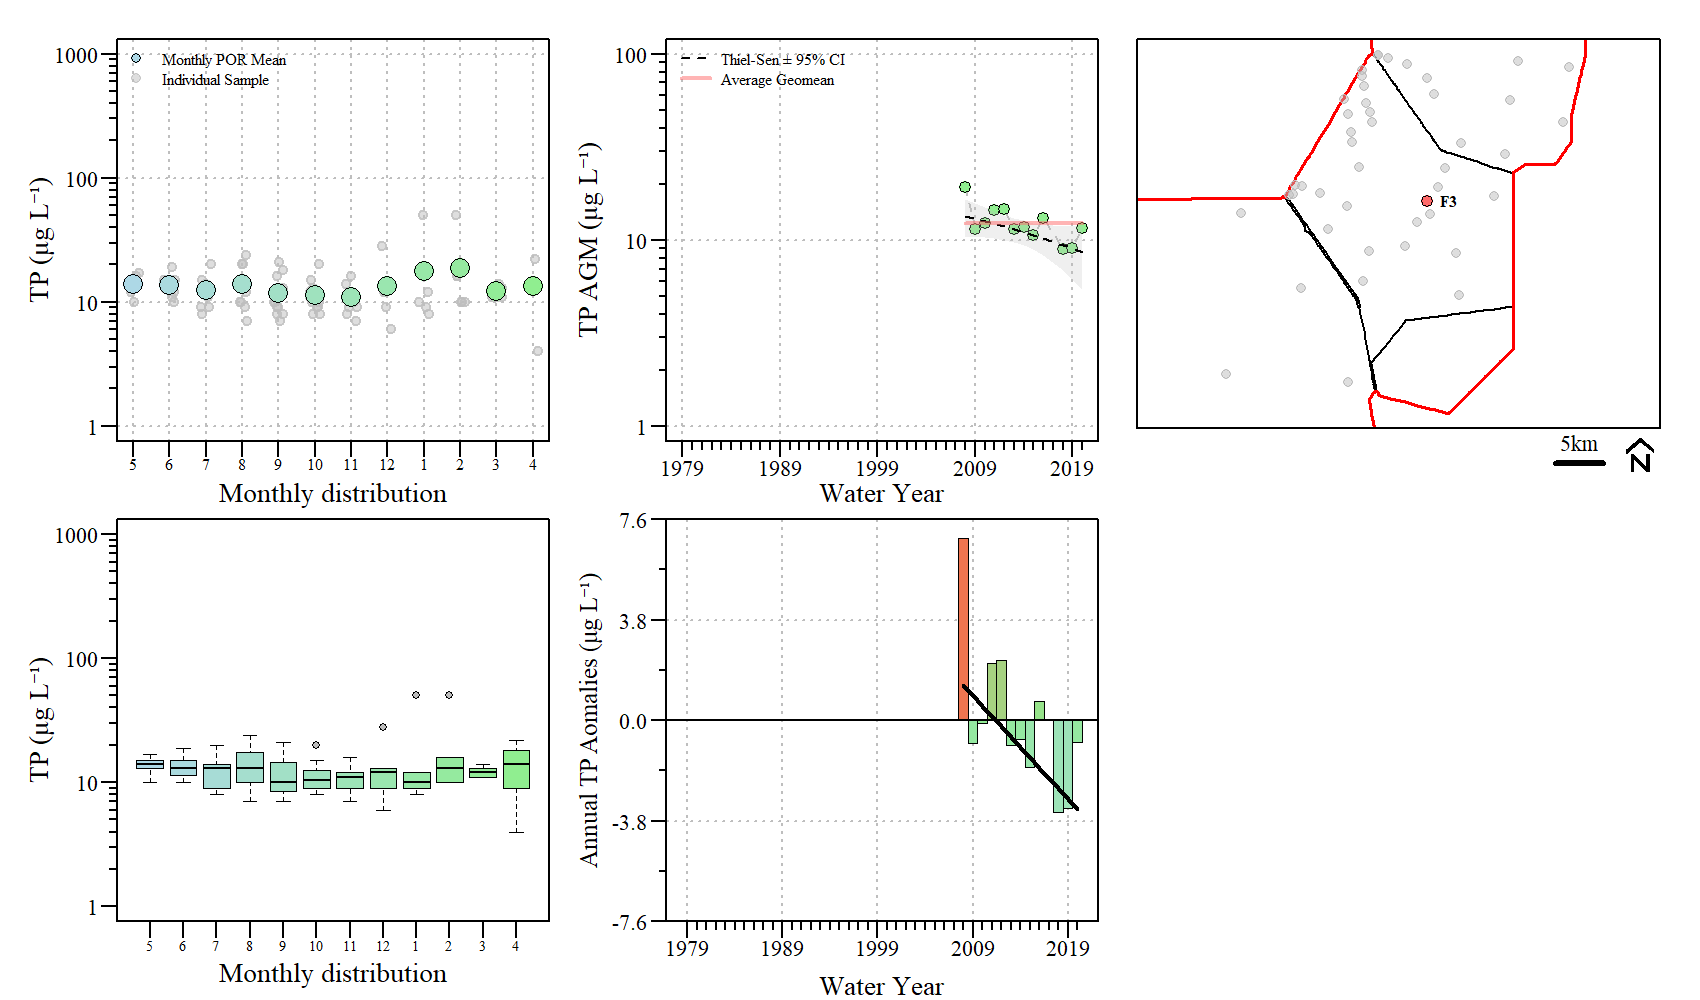 1000
100
10
1
TP (µg L⁻¹)
Monthly POR Mean
Individual Sample
5 6 7 8 9 10 11 12 1 2 3 4
Monthly distribution
100
10
1
TP AGM (µg L⁻¹)
Thiel-Sen ± 95% CI
Average Geomean
1979 1989 1999 2009 2019
Water Year
F3
5km
N
1000
100
10
1
TP (µg L⁻¹)
5 6 7 8 9 10 11 12 1 2 3 4
Monthly distribution
7.6
3.8
0.0
-3.8
-7.6
Annual TP Aomalies (µg L⁻¹)
1979 1989 1999 2009 2019
Water Year